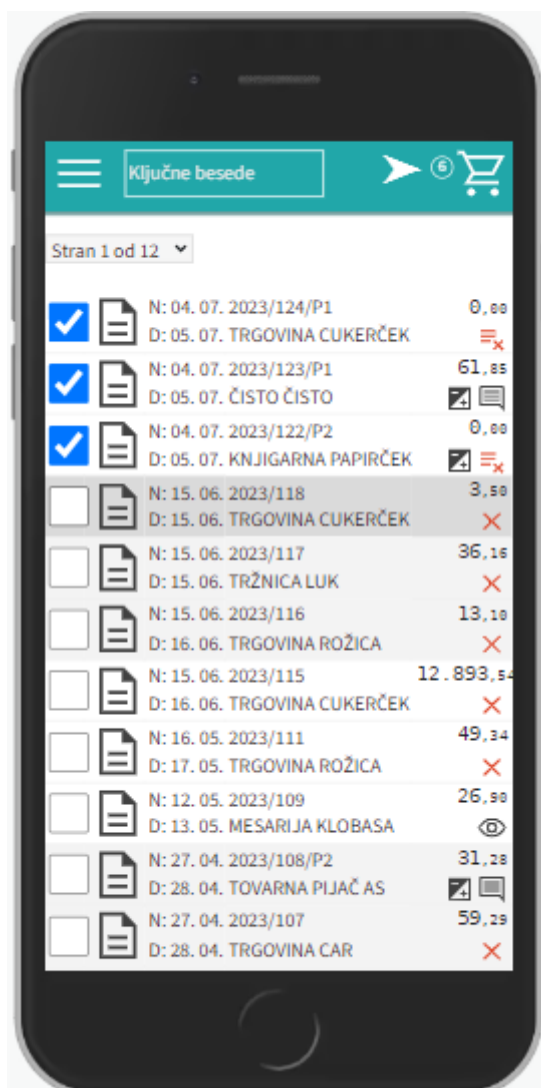 Ključne besede
6
Stran 1 od 12
N: 04. 07. 2023/124/P1 0,00
D: 05. 07. TRGOVINA CUKERČEK
N: 04. 07. 2023/123/P1 61,85
D: 05. 07. ČISTO ČISTO
N: 04. 07. 2023/122/P2 0,00
D: 05. 07. KNJIGARNA PAPIRČEK
N: 15. 06. 2023/118 3,50
D: 15. 06. TRGOVINA CUKERČEK
N: 15. 06. 2023/117 36,16
D: 15. 06. TRŽNICA LUK
N: 15. 06. 2023/116 13,10
D: 16. 06. TRGOVINA ROŽICA
N: 15. 06. 2023/115 12.893,54
D: 16. 06. TRGOVINA CUKERČEK
N: 16. 05. 2023/111 49,34
D: 17. 05. TRGOVINA ROŽICA
N: 12. 05. 2023/109 26,90
D: 13. 05. MESARIJA KLOBASA
N: 27. 04. 2023/108/P2 31,28
D: 28. 04. TOVARNA PIJAČ AS
N: 27. 04. 2023/107 59,29
D: 28. 04. TRGOVINA CAR